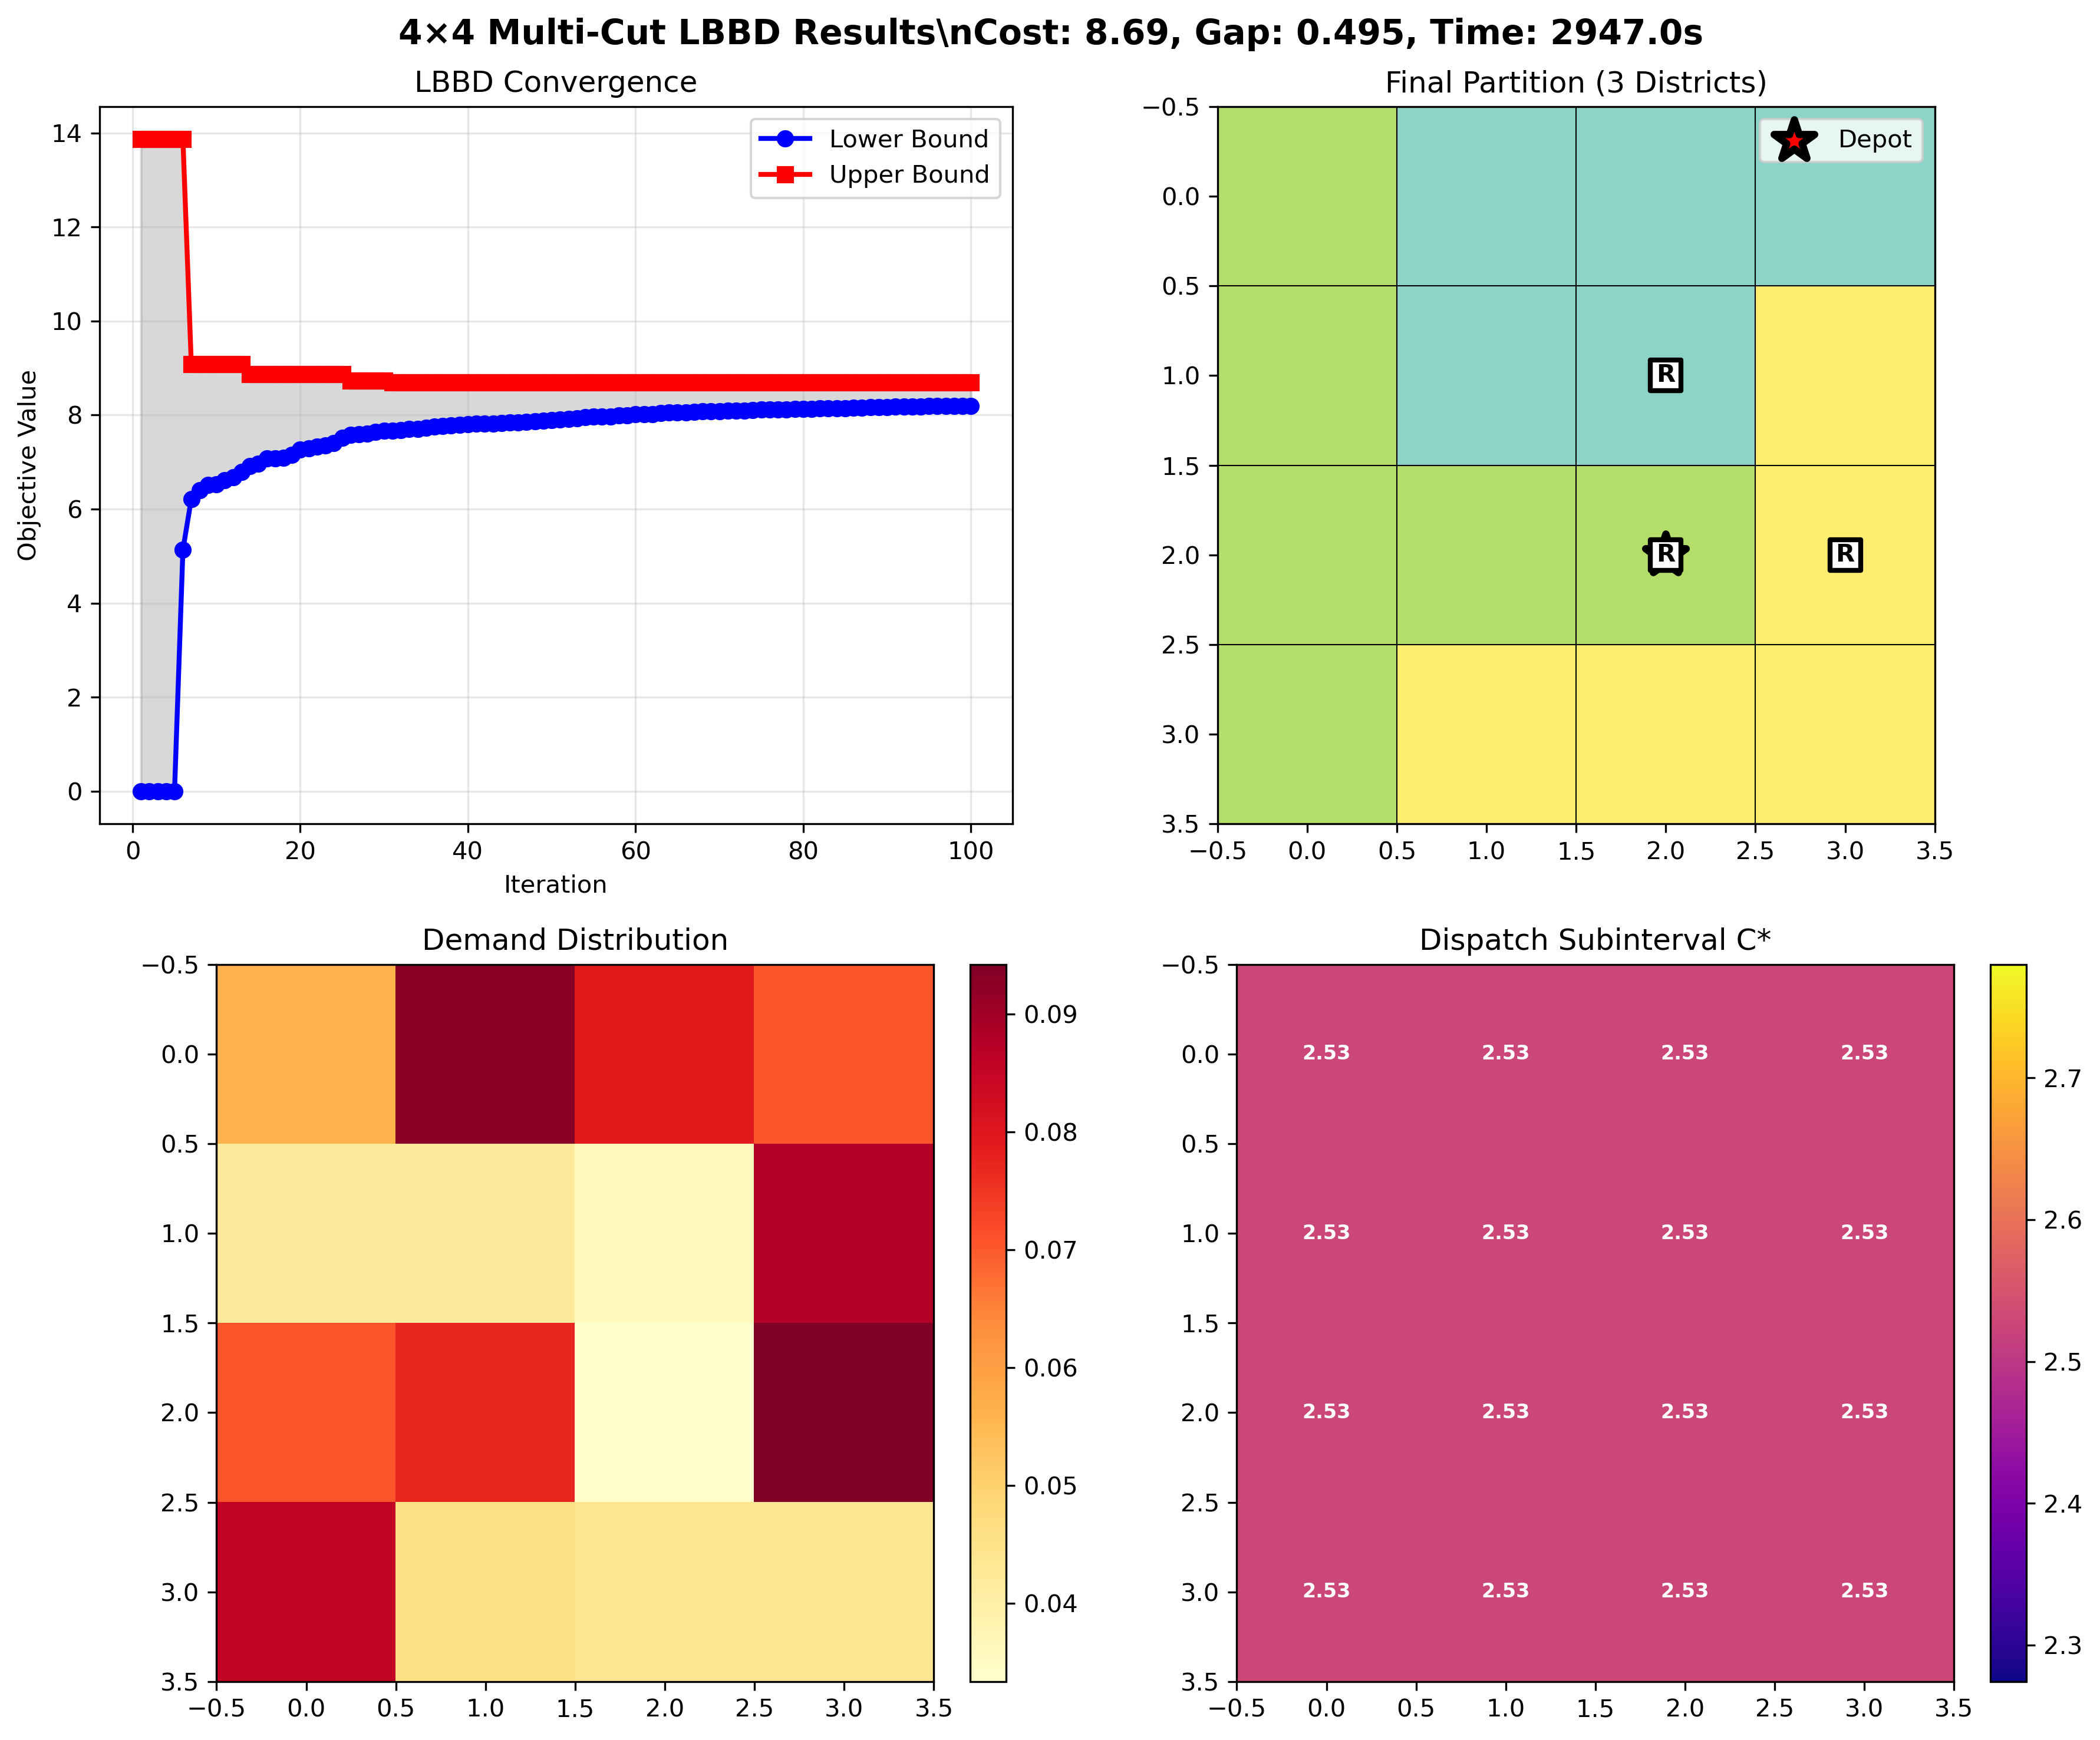 4×4 Multi-Cut LBBD Results\nCost: 8.69, Gap: 0.495, Time: 2947.0s
LBBD Convergence
Lower Bound
Upper Bound
14
12
10
8
6
4
2
0
Objective Value
0 20 40 60 80 100
Iteration
Final Partition (3 Districts)
Depot
−0.5
0.0
0.5
1.0
1.5
2.0
2.5
3.0
3.5
R
R R
−0.5 0.0 0.5 1.0 1.5 2.0 2.5 3.0 3.5
Demand Distribution
−0.5
0.0
0.5
1.0
1.5
2.0
2.5
3.0
3.5
−0.5 0.0 0.5 1.0 1.5 2.0 2.5 3.0 3.5
0.09
0.08
0.07
0.06
0.05
0.04
Dispatch Subinterval C*
−0.5
0.0
0.5
1.0
1.5
2.0
2.5
3.0
3.5
2.53 2.53 2.53 2.53
2.53 2.53 2.53 2.53
2.53 2.53 2.53 2.53
2.53 2.53 2.53 2.53
−0.5 0.0 0.5 1.0 1.5 2.0 2.5 3.0 3.5
2.7
2.6
2.5
2.4
2.3